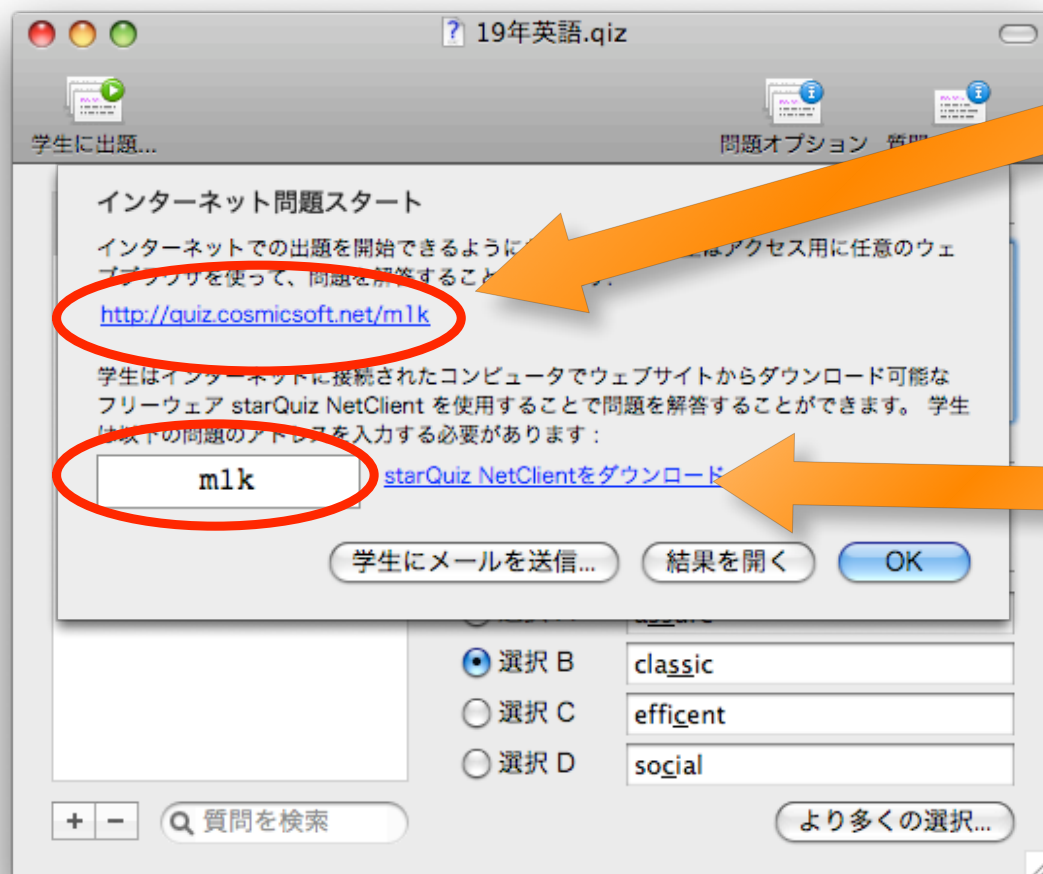 19年英語.qiz
学生に出題...
問題オプション
インターネット問題スタート
インターネットでの出題を開始できるように はアクセス用に任意のウェ
ブブラウザを使って、問題を解答するこ
http://quiz.cosmicsoft.net/m1k
学生はインターネットに接続されたコンピュータでウェブサイトからダウンロード可能な
フリーウェア starQuiz NetClient を使用することで問題を解答することができます。 学生
は以下の問題のアドレスを入力する必要があります：
m1k
starQuiz NetClientをダウンロード
学生にメールを送信...
結果を開く
OK
選択 B
classic
選択 C
efficent
選択 D
social
+ −
質問を検索
より多くの選択...